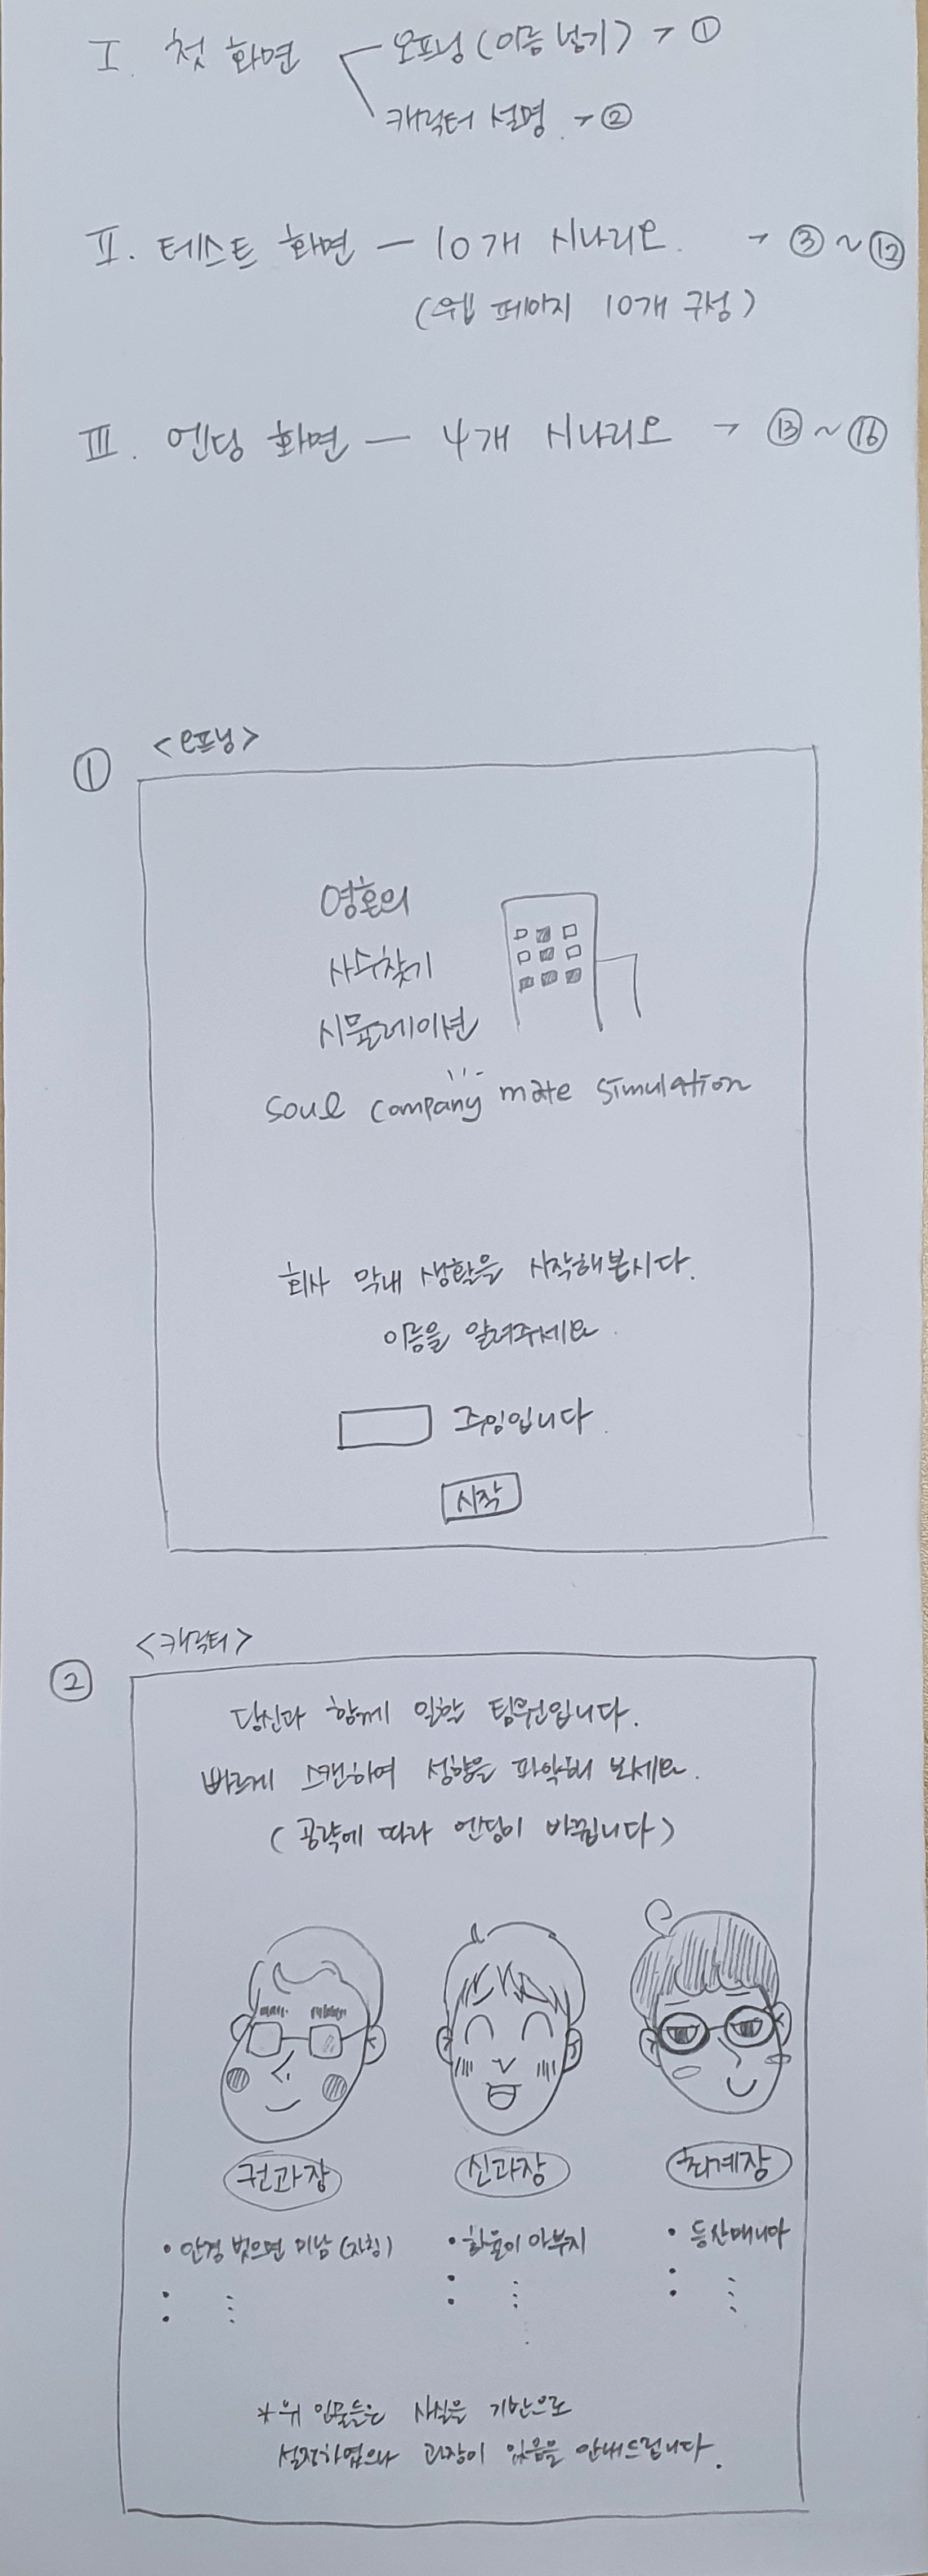 I. 첫 화면
오프닝 (이름 넣기) → ①
캐릭터 설명 → ②
II. 테스트 화면 — 10개 시나리오. → ③ ~ ⑫
(웹 페이지 10개 구성)
III. 엔딩 화면 — 4개 시나리오 → ⑬ ~ ⑯
① <오프닝>
영혼의
사수찾기
시뮬레이션
soul company mate simulation
회사 막내 생활을 시작해봅시다.
이름을 알려주세요.
주임입니다.
시작
② <캐릭터>
당신과 함께 일할 팀원입니다.
빠르게 스캔하여 성향을 파악해 보세요.
(공략에 따라 엔딩이 바뀝니다)
권과장 신과장 최계장
• 안경 벗으면 미남 (자칭) • 하율이 아부지 • 등산매니아
* 위 인물들은 사실을 기반으로
설정하였으나 과장이 있음을 안내드립니다.